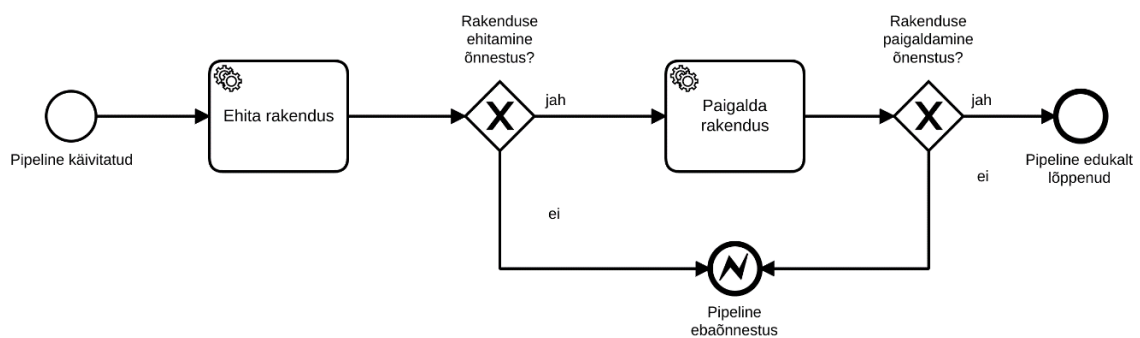 Pipeline käivitatud
Ehita rakendus
Rakenduse
ehitamine
õnnestus?
jah
ei
Paigalda
rakendus
Rakenduse
paigaldamine
õnenstus?
jah
ei
Pipeline edukalt
lõppenud
Pipeline
ebaõnnestus